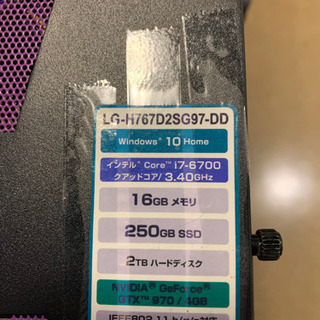 LG-H767D2SG97-DD
Windows® 10 Home
インテル® Core™ i7-6700
クアッドコア/ 3.40GHz
16GB メモリ
250GB SSD
2TB ハードディスク
NVIDIA® GeForce®
GTX™ 970 / 4GB
IEEE802.11